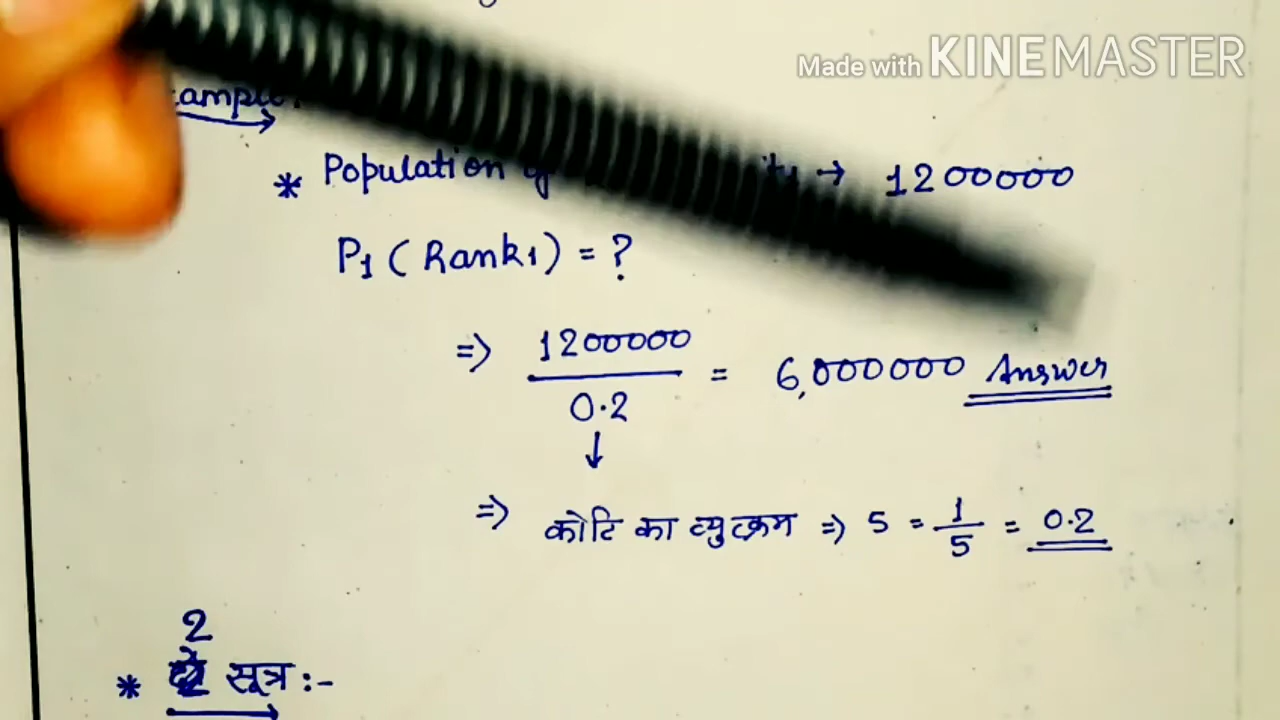 Made with KINEMASTER
* Population → 1200000
P1 (Rank1) = ?
=> 1200000 / 0.2 = 6,000000 Answer
↓
=> कोटि का व्युत्क्रम => 5 = 1/5 = 0.2
2
* सूत्र :-